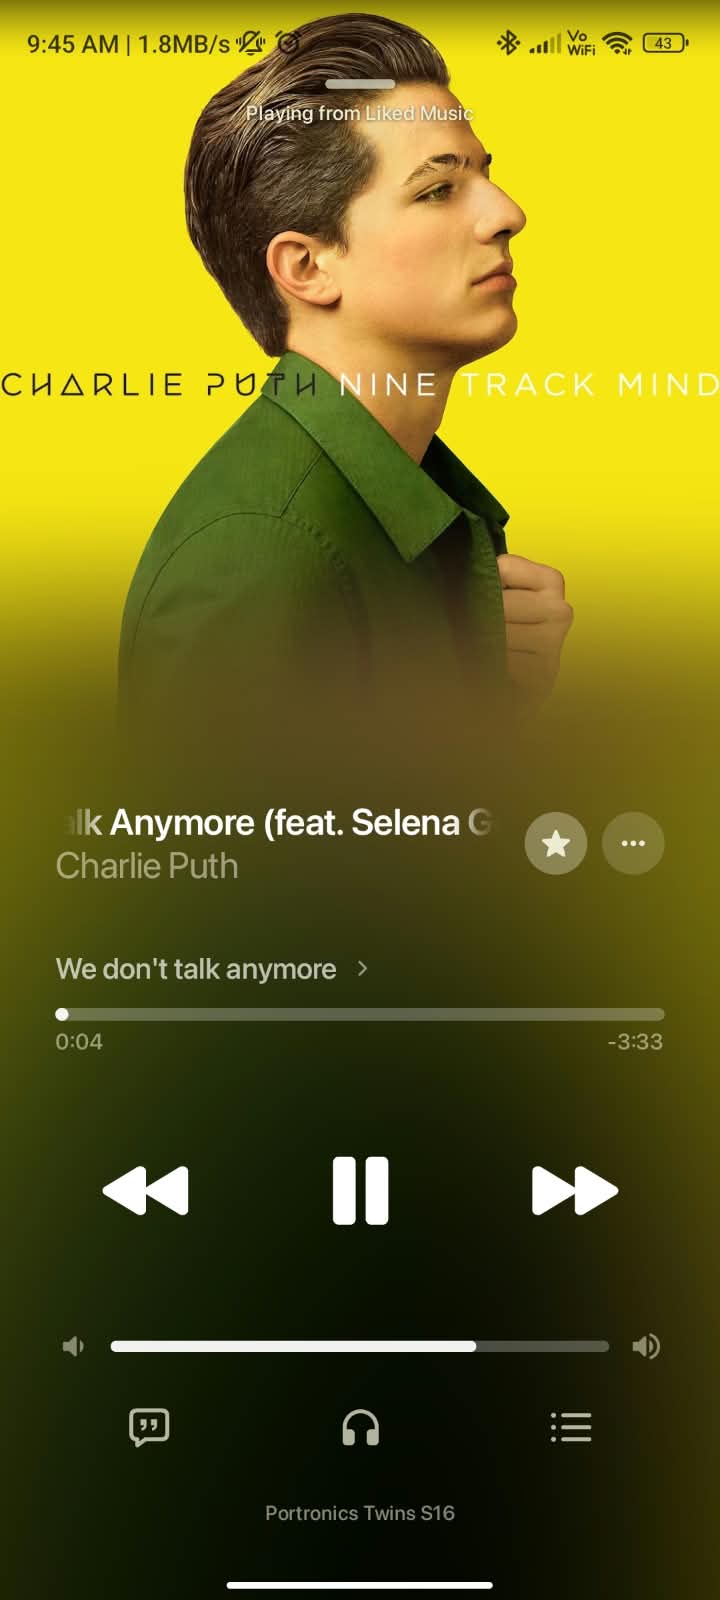 9:45 AM | 1.8MB/s
Vo
WiFi
43
Playing from Liked Music
CHARLIE PUTH NINE TRACK MIND
Anymore (feat. Selena
Charlie Puth
We don't talk anymore
0:04
-3:33
Portronics Twins S16